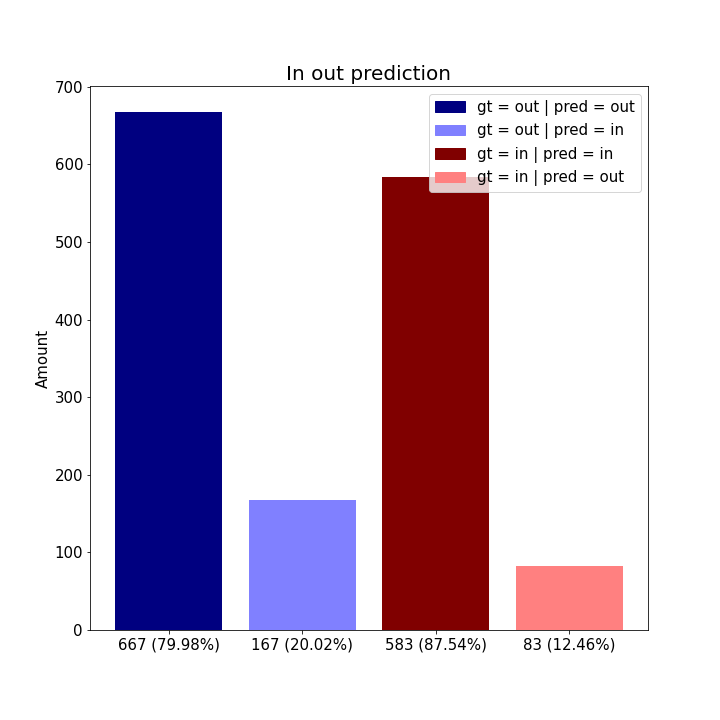 In out prediction
gt = out | pred = out
gt = out | pred = in
gt = in | pred = in
gt = in | pred = out
Amount
700
600
500
400
300
200
100
0
667 (79.98%) 167 (20.02%) 583 (87.54%) 83 (12.46%)